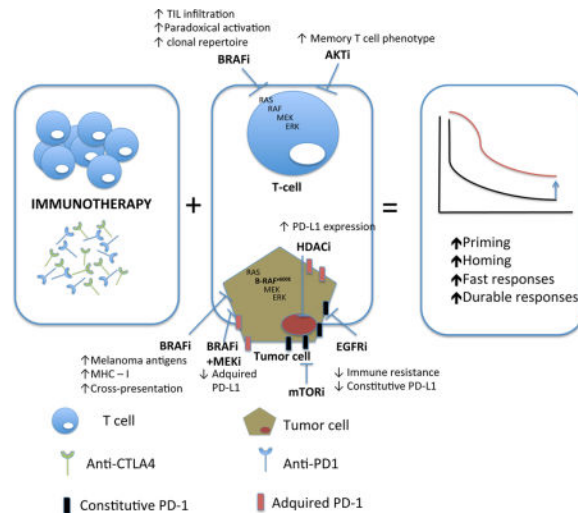 ↑ TIL infiltration
↑Paradoxical activation
↑ clonal repertoire
BRAFi
↑ Memory T cell phenotype
AKTi
RAS
RAF
MEK
ERK
T-cell
IMMUNOTHERAPY
+
=
↑Priming
↑Homing
↑Fast responses
↑Durable responses
↑ PD-L1 expression
HDACi
RAS
MEK
ERK
Tumor cell
BRAFi
↑Melanoma antigens
↑MHC – I
↑Cross-presentation
BRAFi
+MEKi
↓ Adquired
PD-L1
mTORi
EGFRi
↓ Immune resistance
↓ Constitutive PD-L1
T cell
Tumor cell
Anti-CTLA4
Anti-PD1
Constitutive PD-1
Adquired PD-1